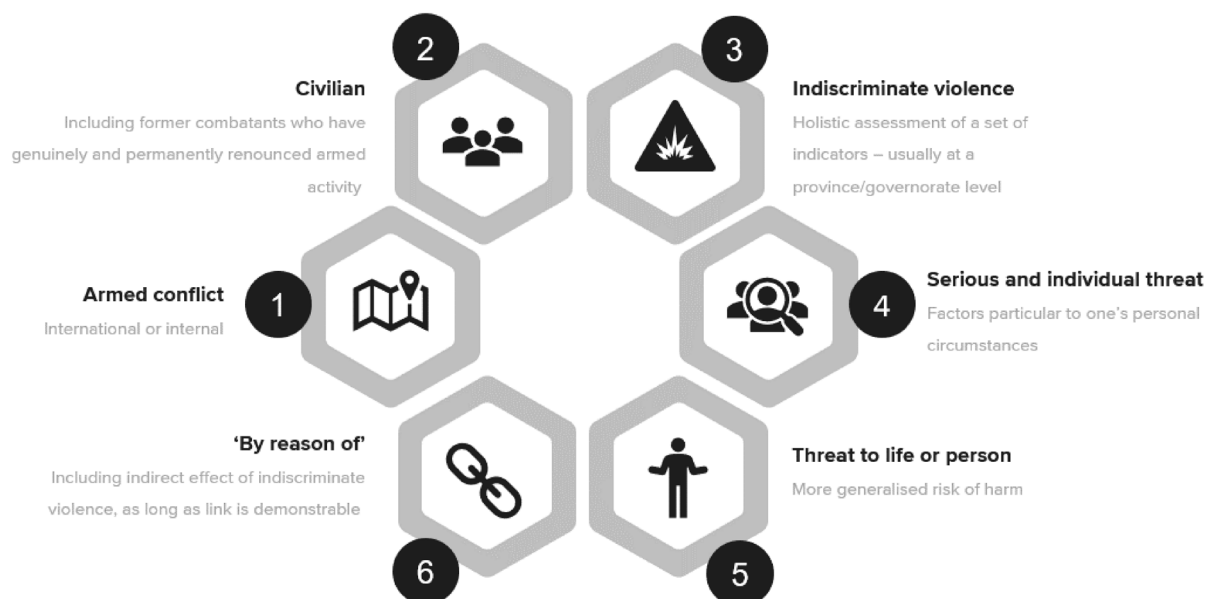 1
Armed conflict
International or internal
2
Civilian
Including former combatants who have
genuinely and permanently renounced armed
activity
3
Indiscriminate violence
Holistic assessment of a set of
indicators – usually at a
province/governorate level
4
Serious and individual threat
Factors particular to one's personal
circumstances
5
Threat to life or person
More generalised risk of harm
6
‘By reason of’
Including indirect effect of indiscriminate
violence, as long as link is demonstrable